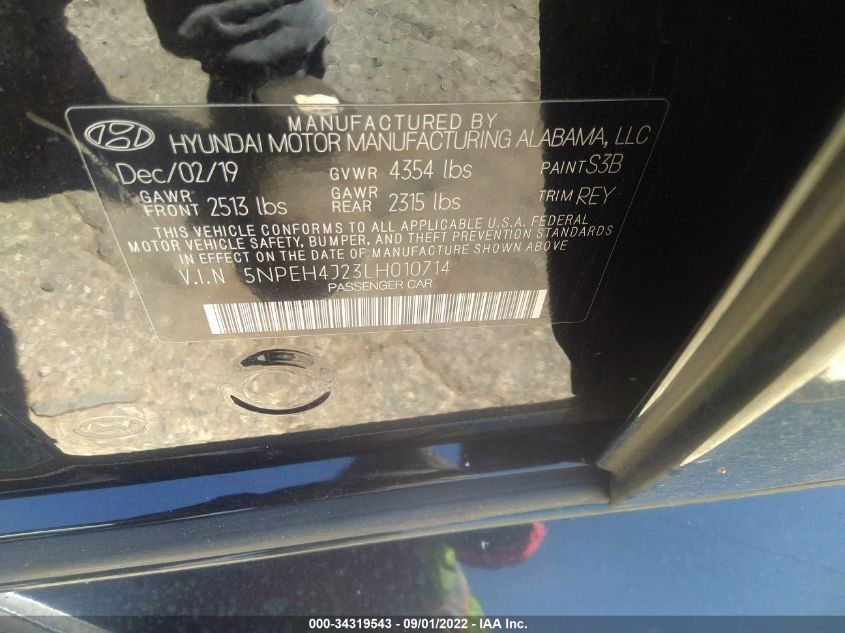 MANUFACTURED BY
HYUNDAI MOTOR MANUFACTURING ALABAMA, LLC
Dec/02/19 GVWR 4354 lbs PAINT S3B
GAWR FRONT 2513 lbs GAWR REAR 2315 lbs TRIM REY
THIS VEHICLE CONFORMS TO ALL APPLICABLE U.S.A. FEDERAL
MOTOR VEHICLE SAFETY, BUMPER, AND THEFT PREVENTION STANDARDS
IN EFFECT ON THE DATE OF MANUFACTURE SHOWN ABOVE
V.I.N 5NPEH4J23LH010714
PASSENGER CAR
000-34319543 - 09/01/2022 - IAA Inc.